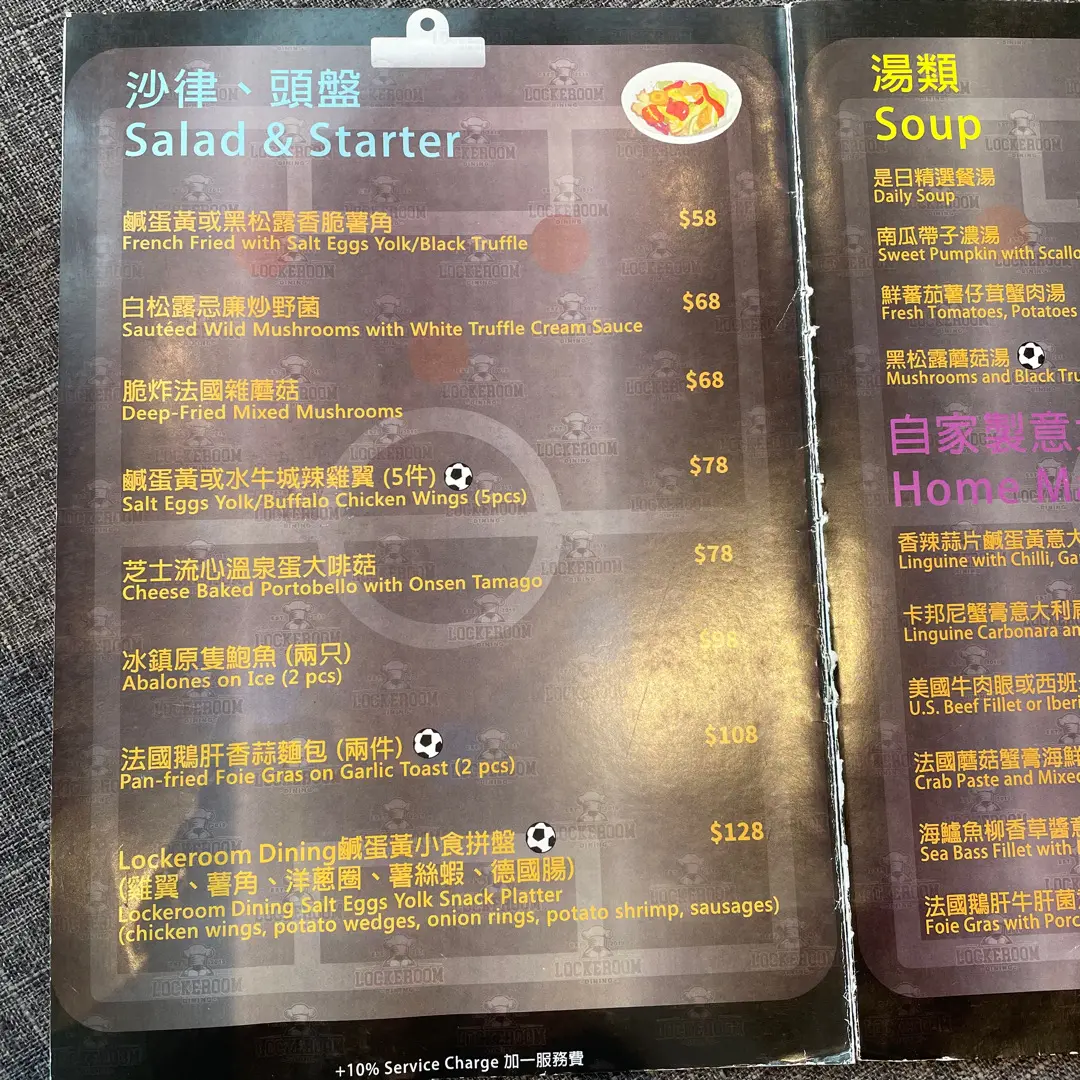 沙律、頭盤
Salad & Starter
鹹蛋黃或黑松露香脆薯角 $58
French Fried with Salt Eggs Yolk/Black Truffle
白松露忌廉炒野菌 $68
Sautéed Wild Mushrooms with White Truffle Cream Sauce
脆炸法國雜蘑菇 $68
Deep-Fried Mixed Mushrooms
鹹蛋黃或水牛城辣雞翼 (5件) $78
Salt Eggs Yolk/Buffalo Chicken Wings (5pcs)
芝士流心溫泉蛋大啡菇 $78
Cheese Baked Portobello with Onsen Tamago
冰鎮原隻鮑魚 (兩只) $98
Abalones on Ice (2 pcs)
法國鵝肝香蒜麵包 (兩件) $108
Pan-fried Foie Gras on Garlic Toast (2 pcs)
Lockeroom Dining鹹蛋黃小食拼盤 $128
(雞翼、薯角、洋蔥圈、薯絲蝦、德國腸)
Lockeroom Dining Salt Eggs Yolk Snack Platter
(chicken wings, potato wedges, onion rings, potato shrimp, sausages)
+10% Service Charge 加一服務費
湯類
Soup
是日精選餐湯
Daily Soup
南瓜帶子濃湯
Sweet Pumpkin with
鮮蕃茄薯仔茸蟹肉湯
Fresh Tomatoes, Potatoes
黑松露蘑菇湯
Mushrooms and Black
自家製意
Home
香辣蒜片鹹蛋黃意
Linguine with Chilli,
卡邦尼蟹膏意大利
Linguine Carbonara
美國牛肉眼或西班
U.S. Beef Fillet or
法國蘑菇蟹膏海鮮
Crab Paste and
海鱸魚柳香草醬
Sea Bass Fillet with
法國鵝肝牛肝菌
Foie Gras with